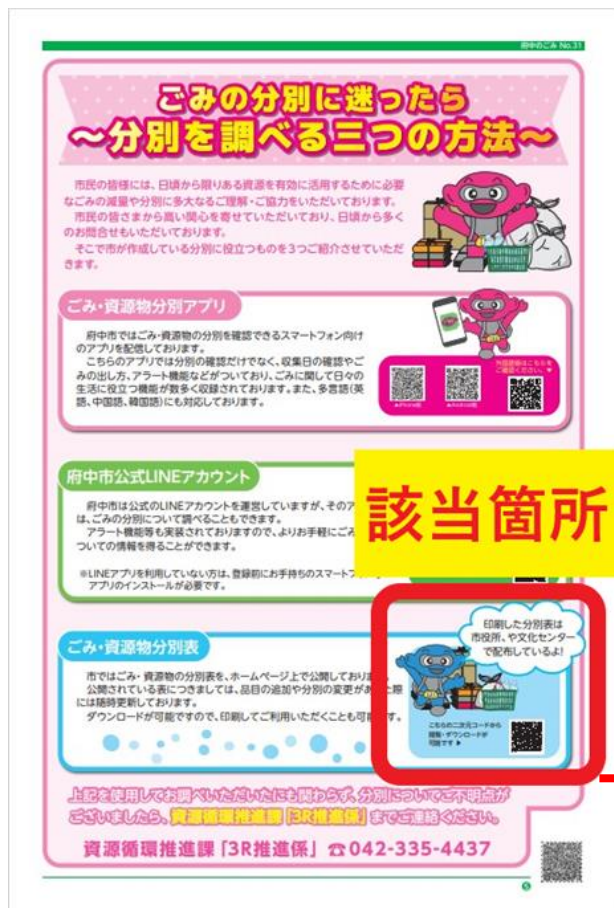 府中のごみ No.31
ごみの分別に迷ったら
～分別を調べる三つの方法～
市民の皆様には、日頃から限りある資源を有効に活用するために必要
なごみの減量や分別に多大なるご理解・ご協力をいただいております。
市民の皆さまから高い関心を寄せていただいており、日頃から多く
のお問合せもいただいております。
そこで市が作成している分別に役立つものを3つご紹介させていただ
きます。
ごみ・資源物分別アプリ
府中市ではごみ・資源物の分別を確認できるスマートフォン向け
のアプリを配信しております。
こちらのアプリでは分別の確認だけでなく、収集日の確認やご
みの出し方、アラート機能などがついており、ごみに関して日々の
生活に役立つ機能が数多く収録されております。また、多言語(英
語、中国語、韓国語)にも対応しております。
外国語版はこちらを
ご確認ください。▼
府中市公式LINEアカウント
府中市は公式のLINEアカウントを運営していますが、そのア
は、ごみの分別について調べることもできます。
アラート機能等も実装されておりますので、よりお手軽にごみ
ついての情報を得ることができます。
※LINEアプリを利用していない方は、登録前にお手持ちのスマートフ
アプリのインストールが必要です。
該当箇所
ごみ・資源物分別表
市ではごみ・資源物の分別表を、ホームページ上で公開しておりま
公開されている表につきましては、品目の追加や分別の変更があ
た際
には随時更新しております。
ダウンロードが可能ですので、印刷してご利用いただくことも可
です。
印刷した分別表は
市役所、や文化センター
で配布しているよ!
こちらの二次元コードから
閲覧・ダウンロードが
可能です ▶
上記を使用してお調べいただいたにも関わらず、分別についてご不明点が
ございましたら、資源循環推進課「3R推進係」までご連絡ください。
資源循環推進課「3R推進係」 ☎042-335-4437
5